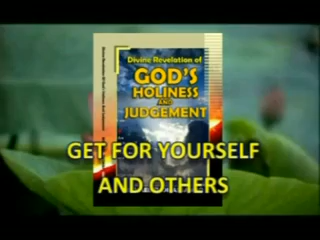 Divine Revelation of
GOD'S
HOLINESS
AND
JUDGEMENT
GET FOR YOURSELF
AND OTHERS